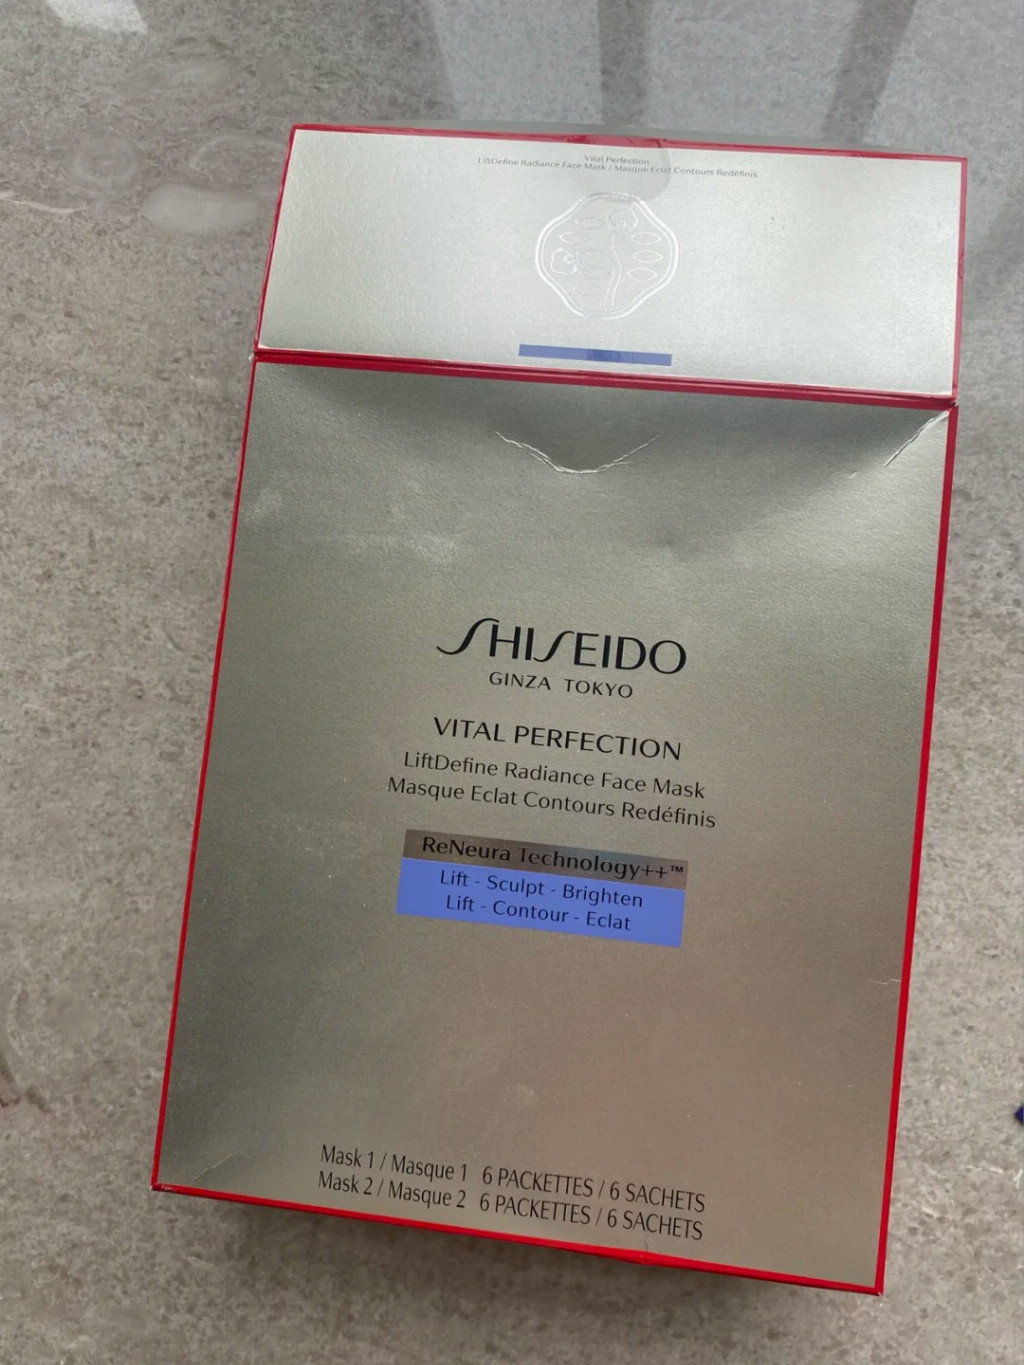 Vital Perfection
LiftDefine Radiance Face Mask / Masque Eclat Contours Redéfinis
SHISEIDO
GINZA TOKYO
VITAL PERFECTION
LiftDefine Radiance Face Mask
Masque Eclat Contours Redéfinis
ReNeura Technology++™
Lift - Sculpt - Brighten
Lift - Contour - Eclat
Mask 1 / Masque 1 6 PACKETTES / 6 SACHETS
Mask 2 / Masque 2 6 PACKETTES / 6 SACHETS